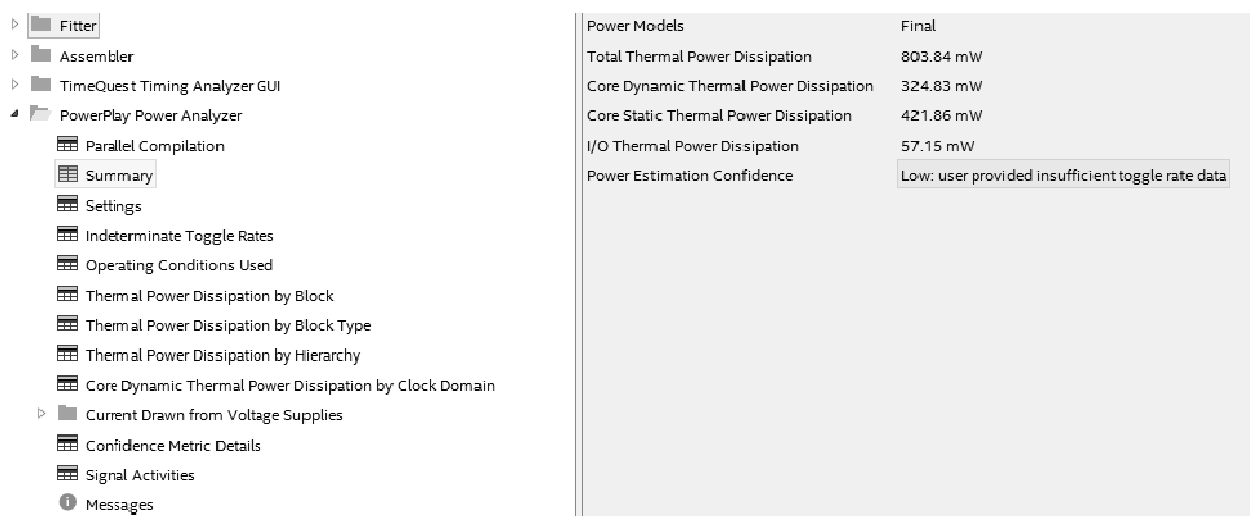 Fitter
Assembler
TimeQuest Timing Analyzer GUI
PowerPlay Power Analyzer
Parallel Compilation
Summary
Settings
Indeterminate Toggle Rates
Operating Conditions Used
Thermal Power Dissipation by Block
Thermal Power Dissipation by Block Type
Thermal Power Dissipation by Hierarchy
Core Dynamic Thermal Power Dissipation by Clock Domain
Current Drawn from Voltage Supplies
Confidence Metric Details
Signal Activities
Messages
Power Models Final
Total Thermal Power Dissipation 803.84 mW
Core Dynamic Thermal Power Dissipation 324.83 mW
Core Static Thermal Power Dissipation 421.86 mW
I/O Thermal Power Dissipation 57.15 mW
Power Estimation Confidence Low: user provided insufficient toggle rate data